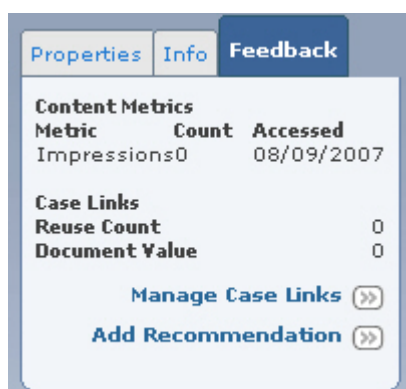 Properties Info Feedback
Content Metrics
Metric Count Accessed
Impressions0 08/09/2007
Case Links
Reuse Count 0
Document Value 0
Manage Case Links
Add Recommendation